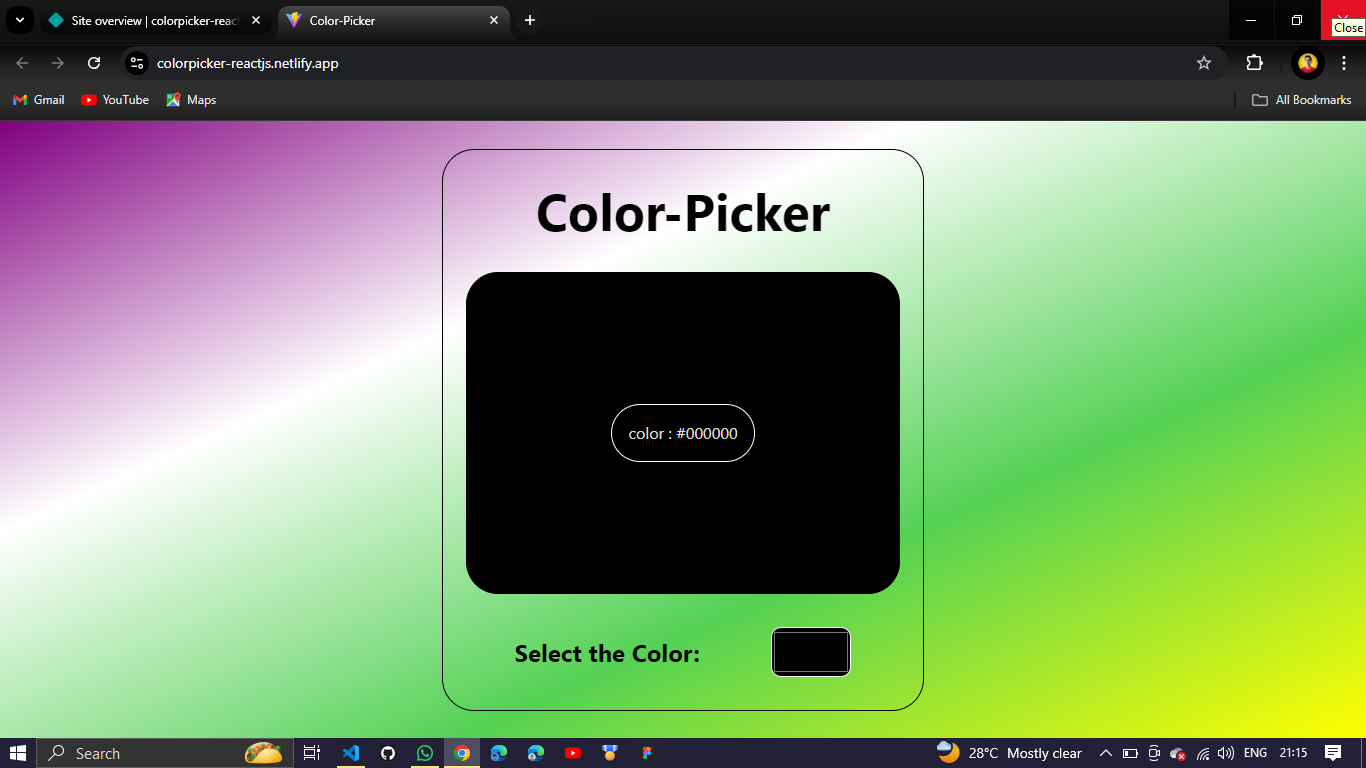 Site overview | colorpicker-reac
Color-Picker
Close
colorpicker-reactjs.netlify.app
Gmail
YouTube
Maps
All Bookmarks
Color-Picker
color : #000000
Select the Color:
Search
28°C Mostly clear
ENG
21:15